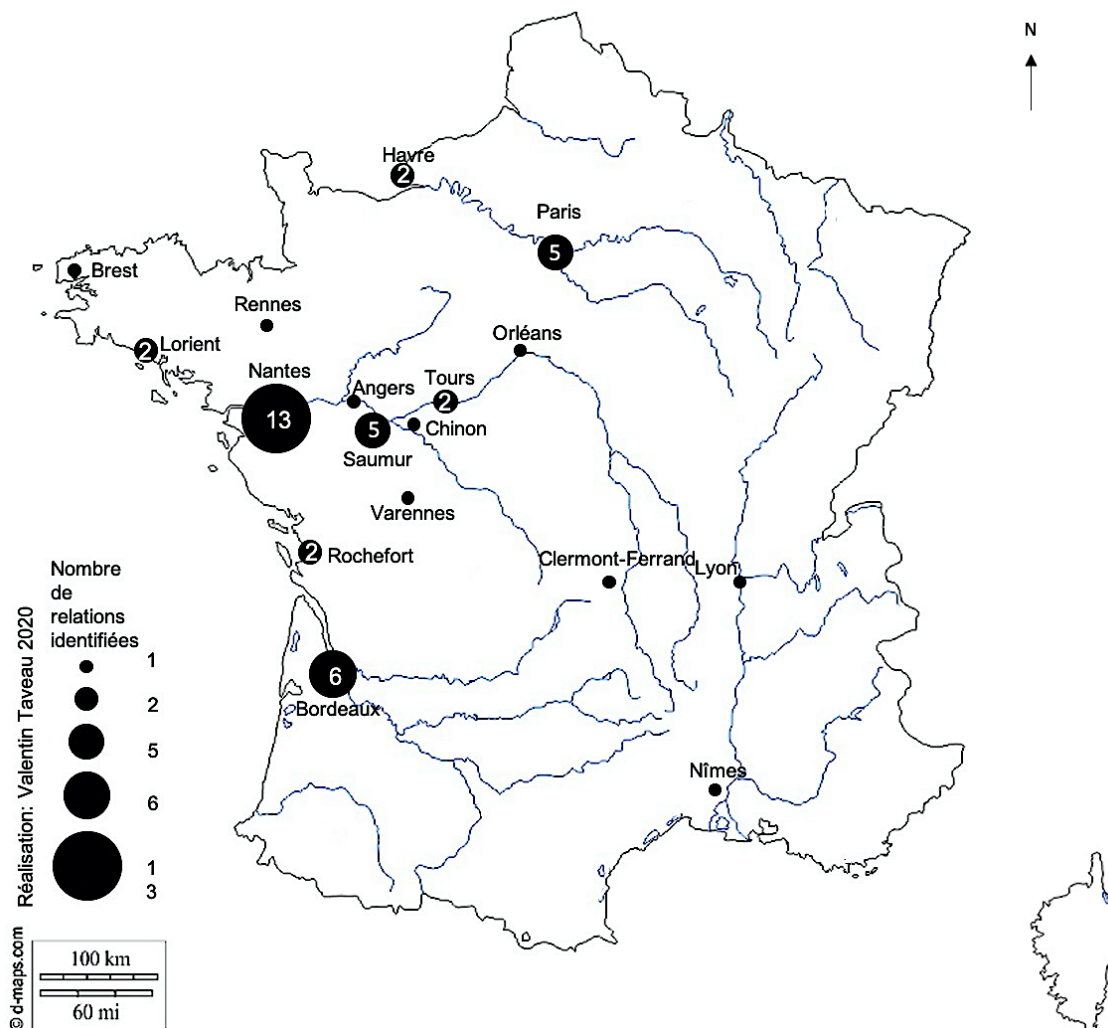 N
Havre
2
Paris
5
Brest
Rennes
Lorient
2
Orléans
Nantes
13
Angers
Tours
2
Chinon
5
Saumur
Varennes
2
Rochefort
Clermont-Ferrand
Lyon
6
Bordeaux
Nîmes
Nombre
de
relations
identifiées
1
2
5
6
1
3
Réalisation: Valentin Taveau 2020
© d-maps.com
100 km
60 mi